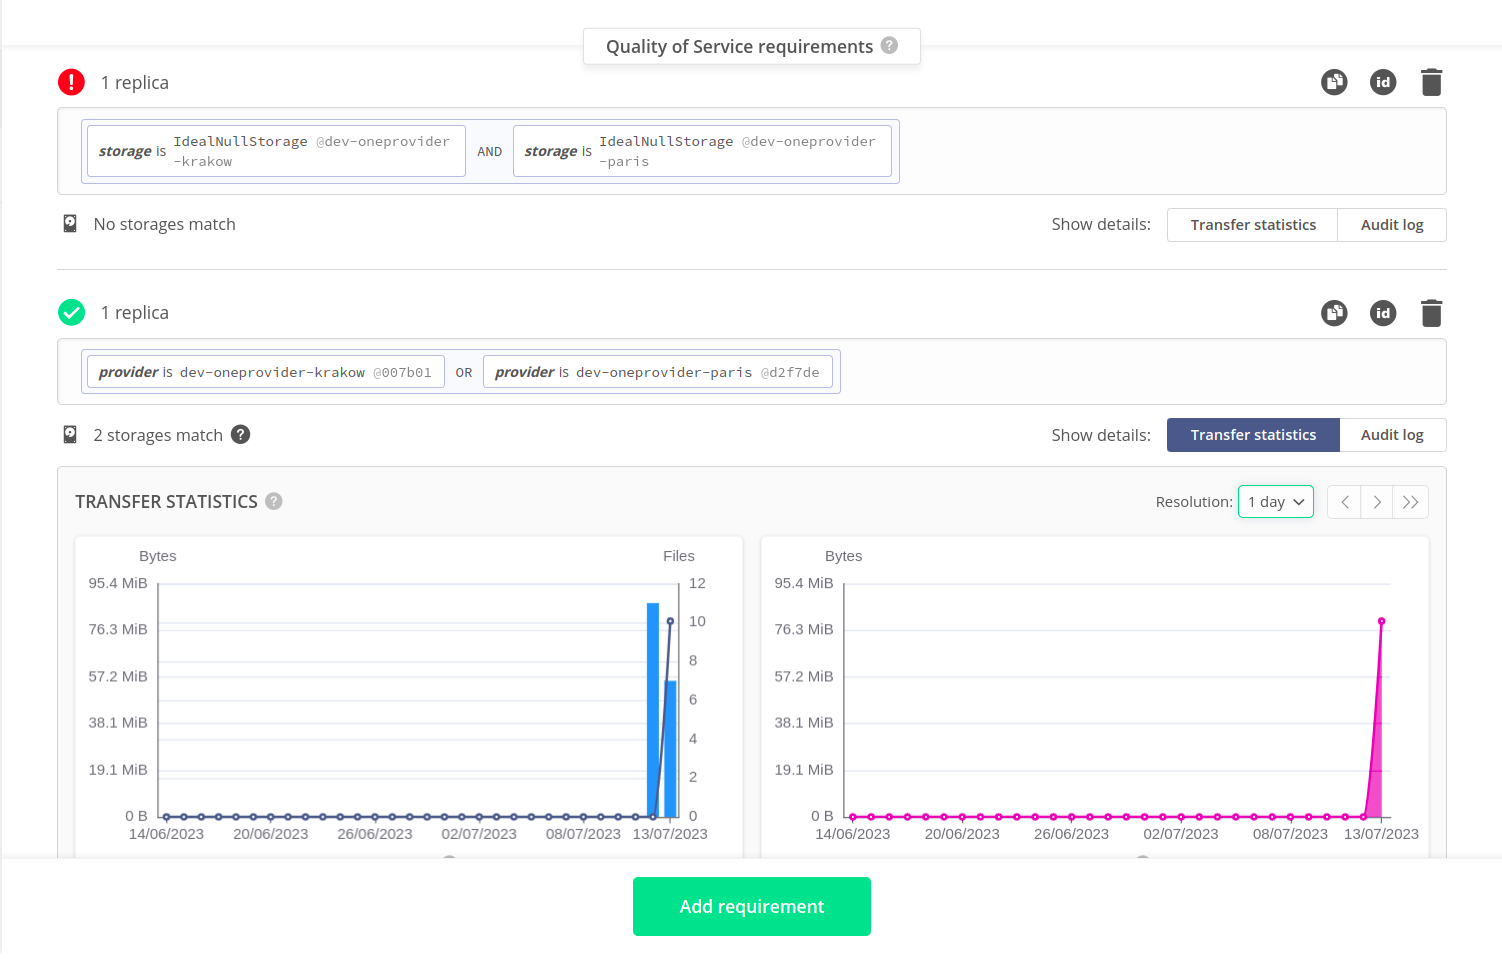 Quality of Service requirements ?
! 1 replica id
storage is IdealNullStorage @dev-oneprovider
-krakow
AND
storage is IdealNullStorage @dev-oneprovider
-paris
No storages match
Show details: Transfer statistics Audit log
1 replica id
provider is dev-oneprovider-krakow @007b01 OR provider is dev-oneprovider-paris @d2f7de
2 storages match ?
Show details: Transfer statistics Audit log
TRANSFER STATISTICS ?
Resolution: 1 day
Bytes Files
95.4 MiB 12
76.3 MiB 10
57.2 MiB 8
38.1 MiB 6
19.1 MiB 4
0 B 2
0
14/06/2023 20/06/2023 26/06/2023 02/07/2023 08/07/2023 13/07/2023
Bytes
95.4 MiB
76.3 MiB
57.2 MiB
38.1 MiB
19.1 MiB
0 B
14/06/2023 20/06/2023 26/06/2023 02/07/2023 08/07/2023 13/07/2023
Add requirement